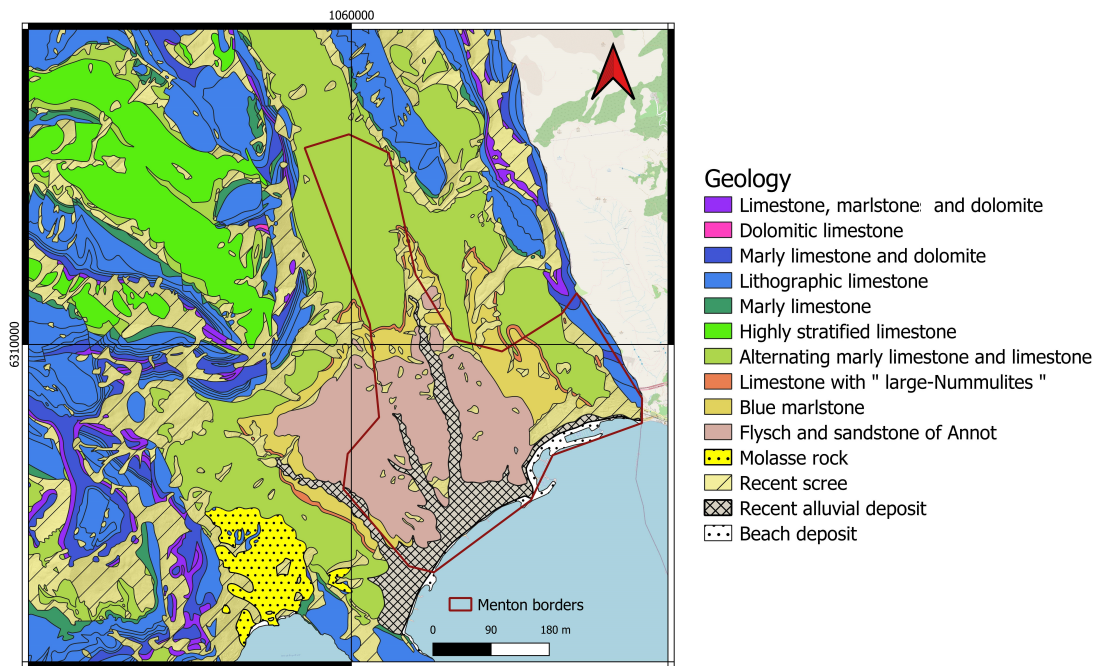 1060000
6310000
Geology
Limestone, marlstone and dolomite
Dolomitic limestone
Marly limestone and dolomite
Lithographic limestone
Marly limestone
Highly stratified limestone
Alternating marly limestone and limestone
Limestone with " large-Nummulites "
Blue marlstone
Flysch and sandstone of Annot
Molasse rock
Recent scree
Recent alluvial deposit
Beach deposit
Menton borders
0 90 180 m